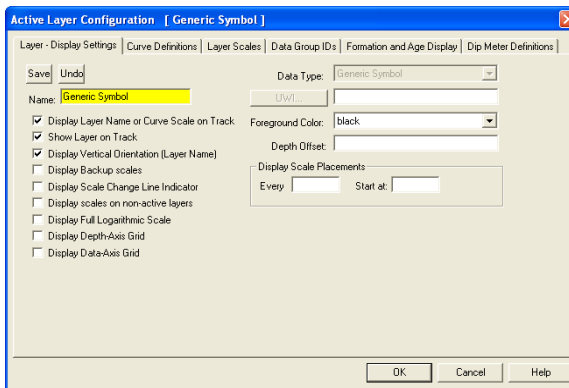 Active Layer Configuration [ Generic Symbol ]
Layer - Display Settings Curve Definitions Layer Scales Data Group IDs Formation and Age Display Dip Meter Definitions
Save Undo
Name: Generic Symbol
Display Layer Name or Curve Scale on Track
Show Layer on Track
Display Vertical Orientation (Layer Name)
Display Backup scales
Display Scale Change Line Indicator
Display scales on non-active layers
Display Full Logarithmic Scale
Display Depth-Axis Grid
Display Data-Axis Grid
Data Type: Generic Symbol
UWI...
Foreground Color: black
Depth Offset:
Display Scale Placements
Every Start at:
OK Cancel Help